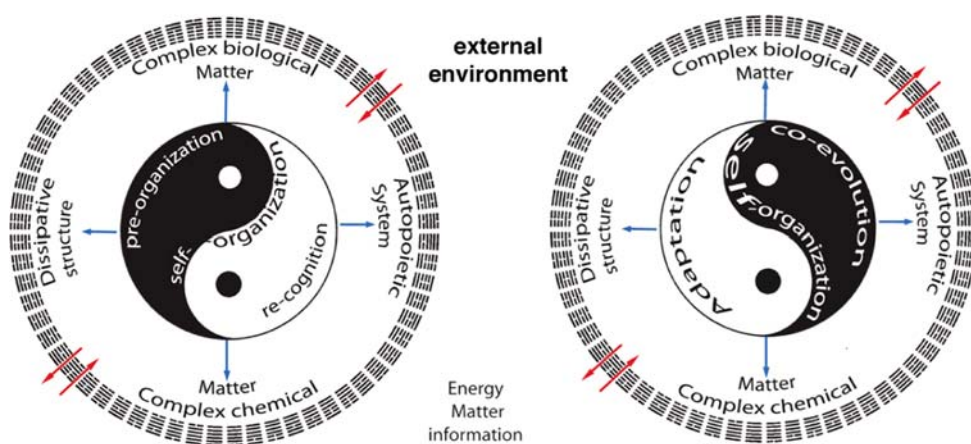 Complex biological
Matter
Dissipative
structure
Autopoietic
System
pre-organization
self-organization
re-cognition
Matter
Complex chemical
external
environment
Energy
Matter
information
Complex biological
Matter
Dissipative
structure
Autopoietic
System
Adaptation
Self-organization
co-evolution
Matter
Complex chemical